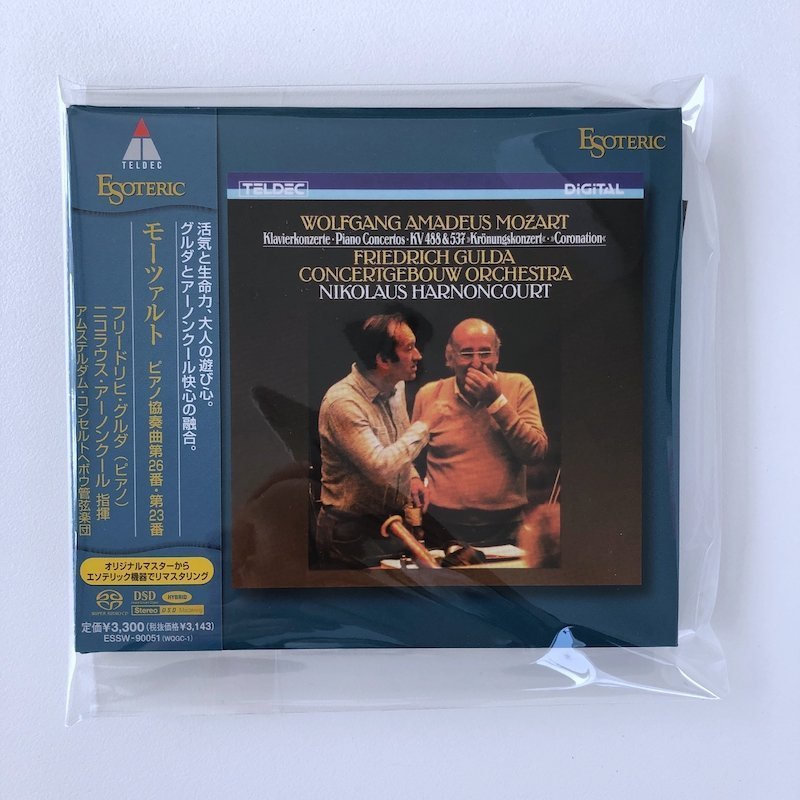 TELDEC
ESOTERIC
活気と生命力、大人の遊び心。
グルダとアーノンクール快心の融合。
モーツァルト ピアノ協奏曲第26番・第23番
フリードリヒ・グルダ(ピアノ)
ニコラウス・アーノンクール 指揮
アムステルダム・コンセルトヘボウ管弦楽団
オリジナルマスターから
エソテリック機器でリマスタリング
SUPER AUDIO CD
DSD
HYBRID
Stereo
DSD Mastering
定価¥3,300(税抜価格¥3,143)
ESSW-90051(WQGC-1)
ESOTERIC
TELDEC
DIGITAL
WOLFGANG AMADEUS MOZART
Klavierkonzerte · Piano Concertos · KV 488 & 537 »Krönungskonzert« · »Coronation«
FRIEDRICH GULDA
CONCERTGEBOUW ORCHESTRA
NIKOLAUS HARNONCOURT